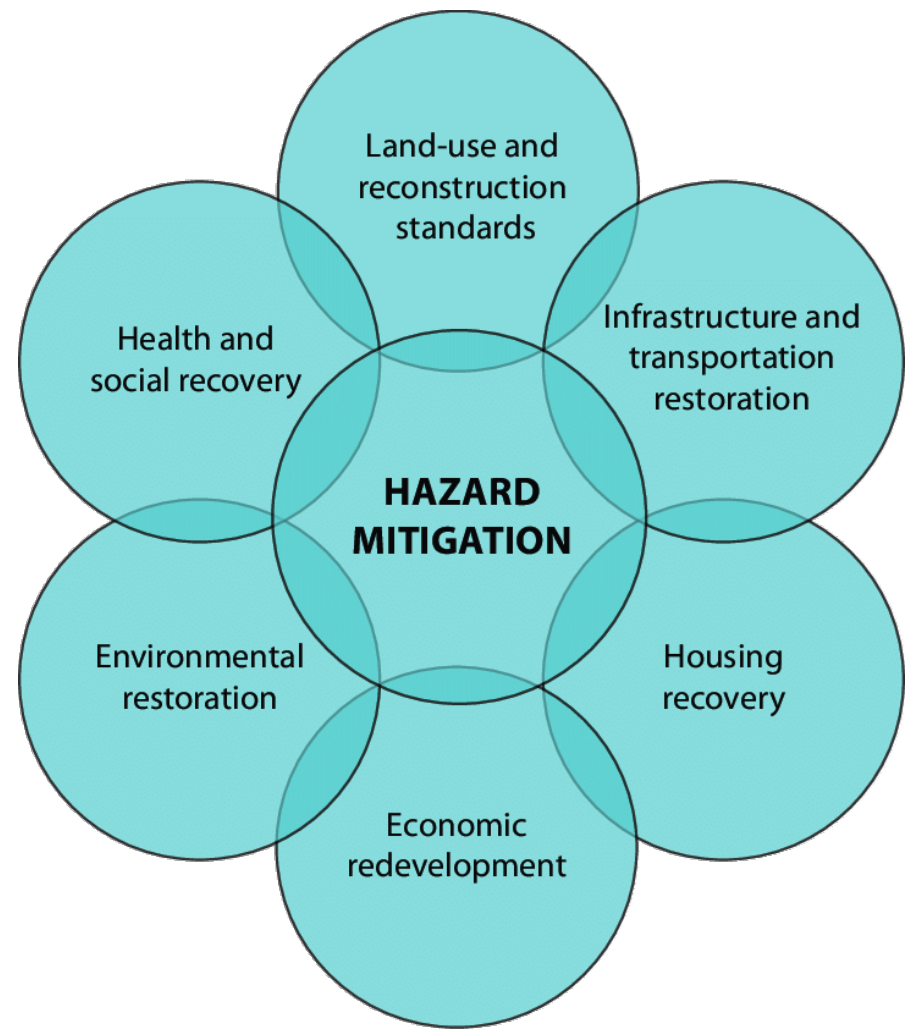 Land-use and
reconstruction
standards
Infrastructure and
transportation
restoration
Health and
social recovery
HAZARD
MITIGATION
Environmental
restoration
Housing
recovery
Economic
redevelopment